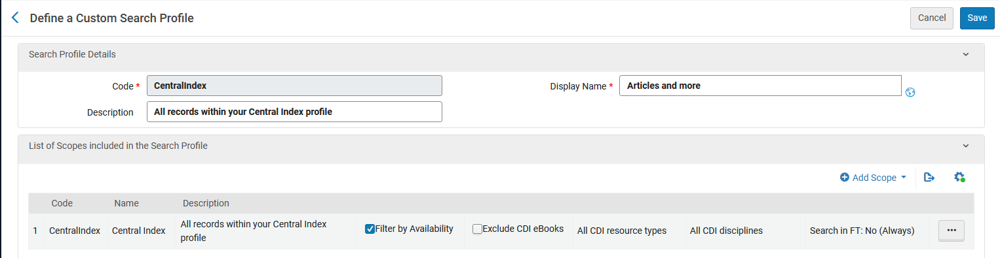 Define a Custom Search Profile
Cancel
Save
Search Profile Details
Code *
CentralIndex
Display Name *
Articles and more
Description
All records within your Central Index profile
List of Scopes included in the Search Profile
Add Scope
Code Name Description
1 CentralIndex Central Index All records within your Central Index
profile
Filter by Availability
Exclude CDI eBooks
All CDI resource types
All CDI disciplines
Search in FT: No (Always)